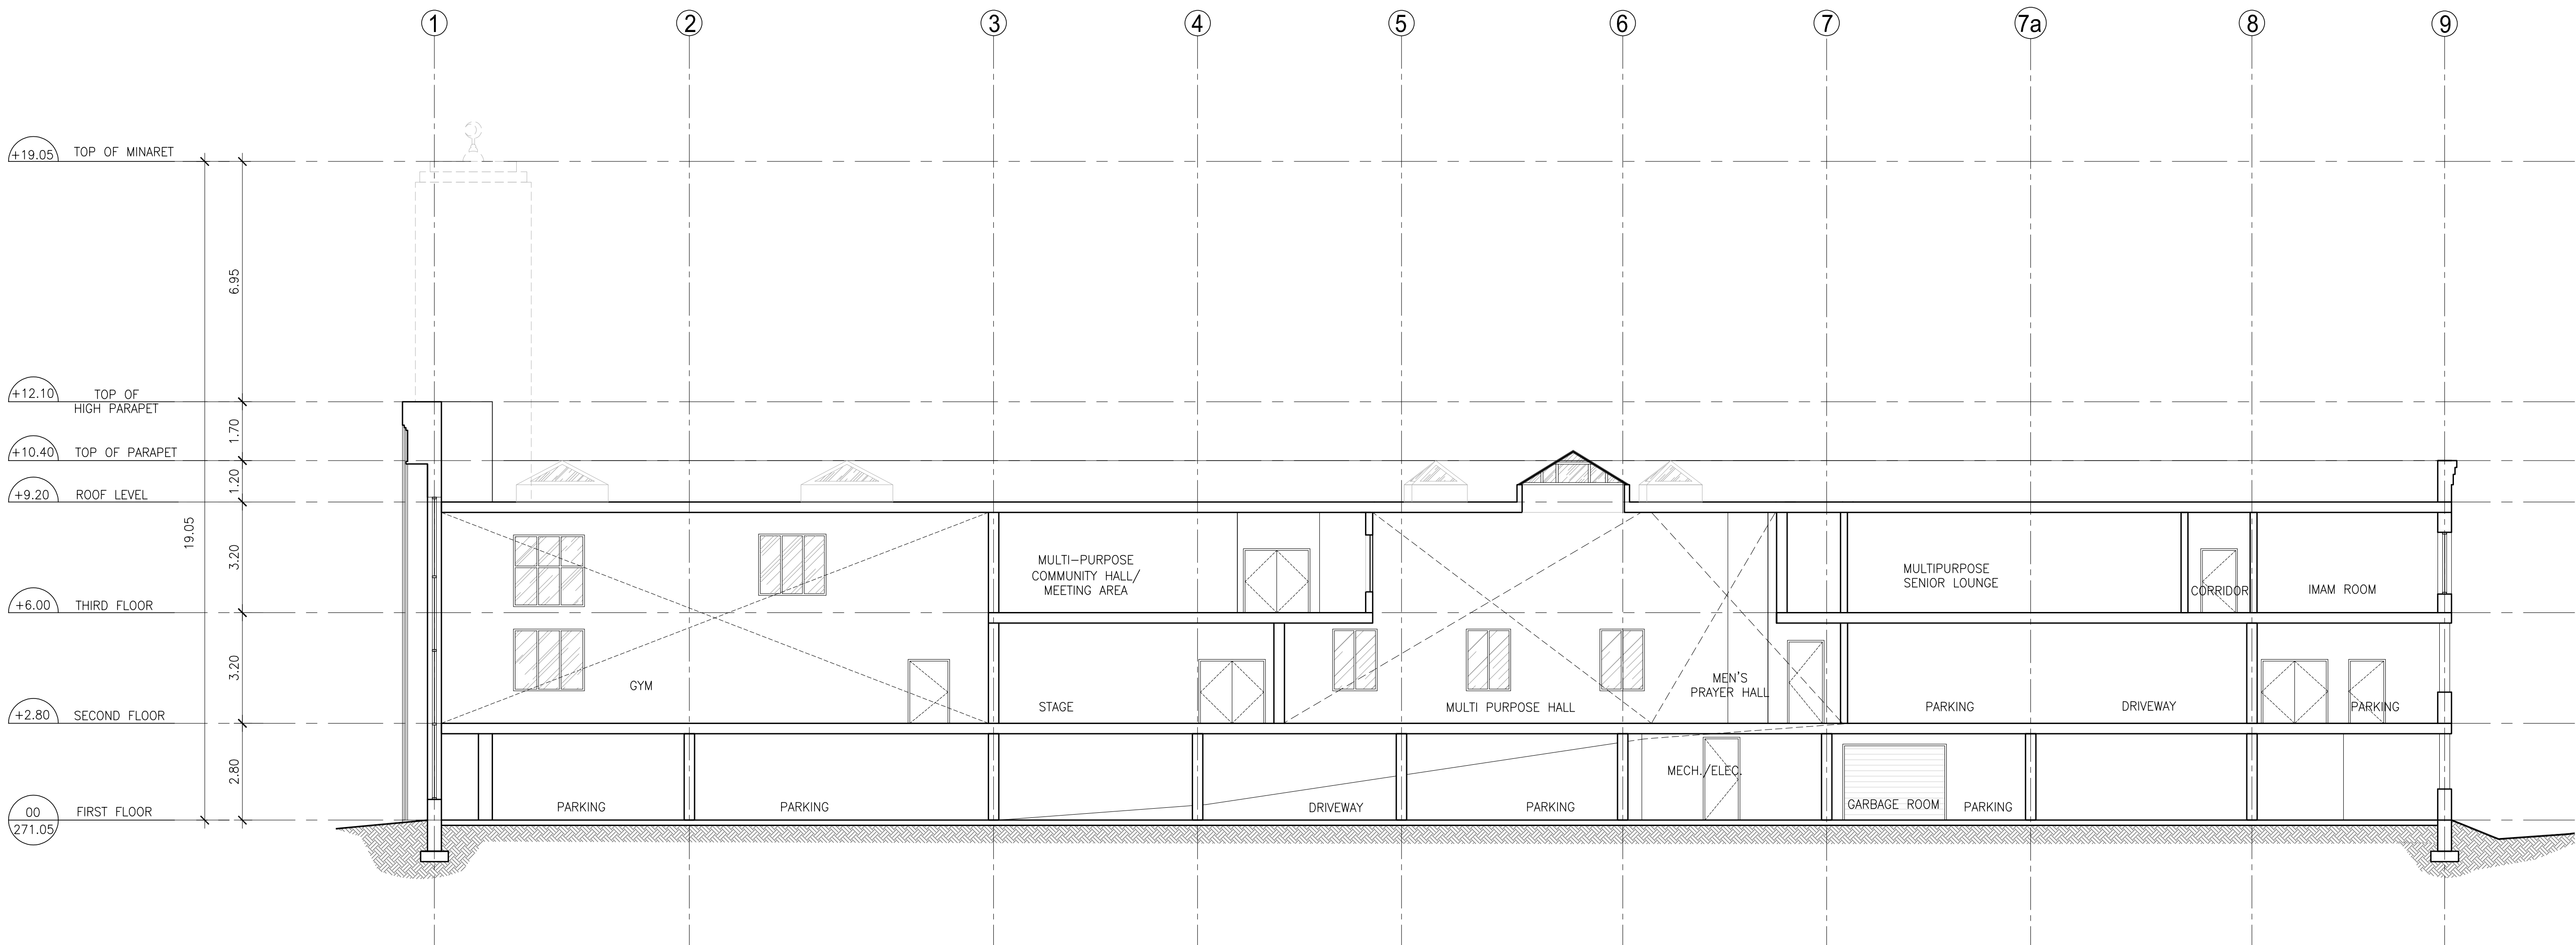 1 2 3 4 5 6 7 7a 8 9
+19.05 TOP OF MINARET
6.95
+12.10 TOP OF
HIGH PARAPET
1.70
+10.40 TOP OF PARAPET
1.20
+9.20 ROOF LEVEL
19.05
3.20
MULTI-PURPOSE
COMMUNITY HALL/
MEETING AREA
MULTIPURPOSE
SENIOR LOUNGE
CORRIDOR
IMAM ROOM
+6.00 THIRD FLOOR
3.20
GYM
STAGE
MULTI PURPOSE HALL
MEN'S
PRAYER HALL
PARKING
DRIVEWAY
PARKING
+2.80 SECOND FLOOR
2.80
MECH./ELEC.
PARKING
PARKING
DRIVEWAY
PARKING
GARBAGE ROOM
PARKING
00 FIRST FLOOR
271.05